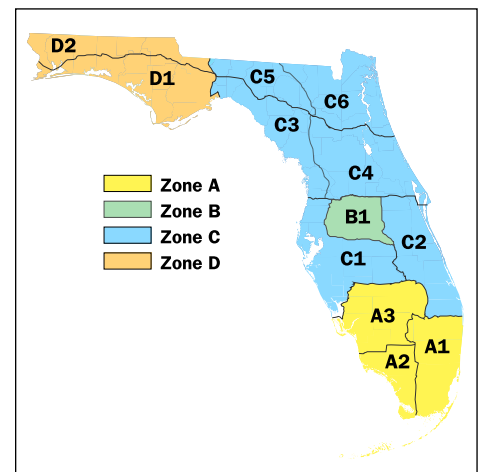 D2
D1
C5
C6
C3
C4
Zone A
Zone B
Zone C
Zone D
B1
C2
C1
A3
A1
A2